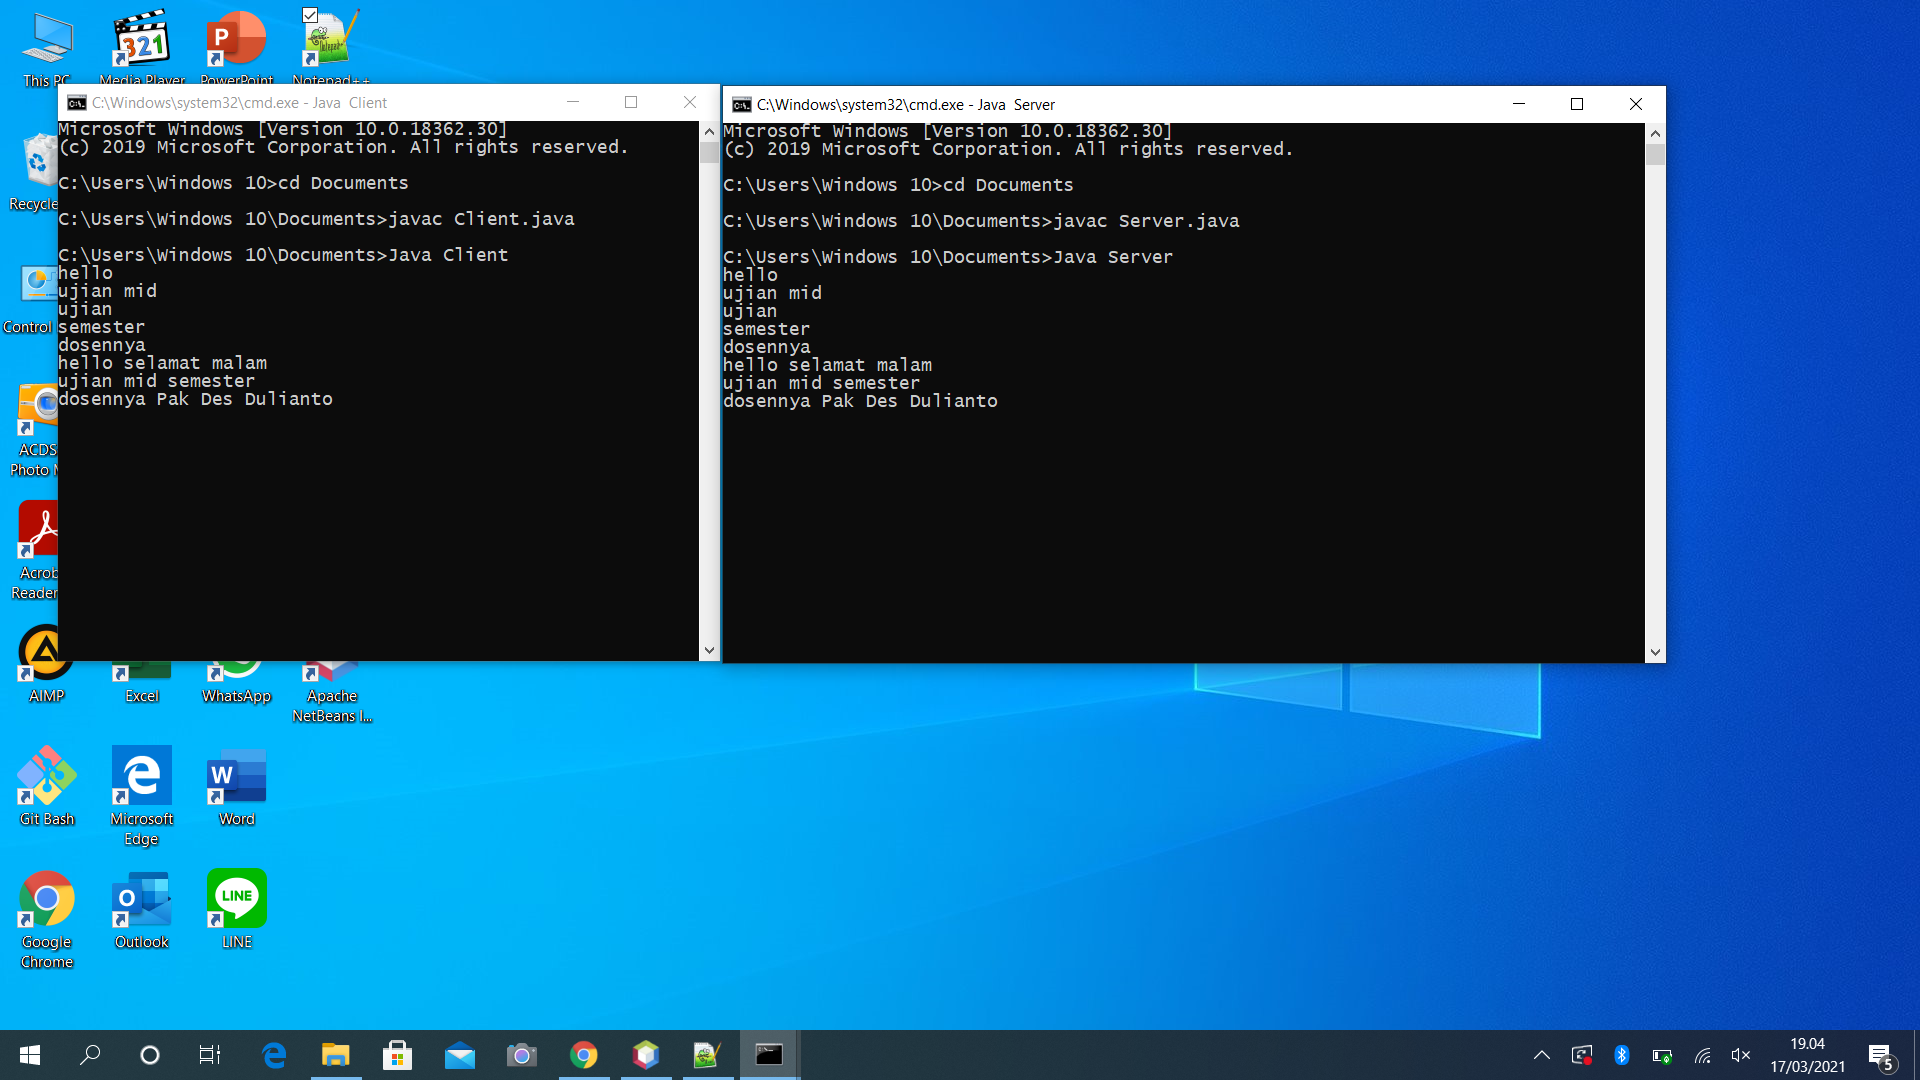 This PC
Media Player
PowerPoint
Notepad++
C:\Windows\system32\cmd.exe - Java  Client
Microsoft Windows [Version 10.0.18362.30]
(c) 2019 Microsoft Corporation. All rights reserved.
C:\Users\Windows 10>cd Documents
C:\Users\Windows 10\Documents>javac Client.java
C:\Users\Windows 10\Documents>Java Client
hello
ujian mid
ujian
semester
dosennya
hello selamat malam
ujian mid semester
dosennya Pak Des Dulianto
C:\Windows\system32\cmd.exe - Java  Server
Microsoft Windows [Version 10.0.18362.30]
(c) 2019 Microsoft Corporation. All rights reserved.
C:\Users\Windows 10>cd Documents
C:\Users\Windows 10\Documents>javac Server.java
C:\Users\Windows 10\Documents>Java Server
hello
ujian mid
ujian
semester
dosennya
hello selamat malam
ujian mid semester
dosennya Pak Des Dulianto
Recycle
Control
ACDS
Photo
Acrob
Reader
AIMP
Excel
WhatsApp
Apache
NetBeans I...
Git Bash
Microsoft
Edge
Word
Google
Chrome
Outlook
LINE
LINE
19.04
17/03/2021
5